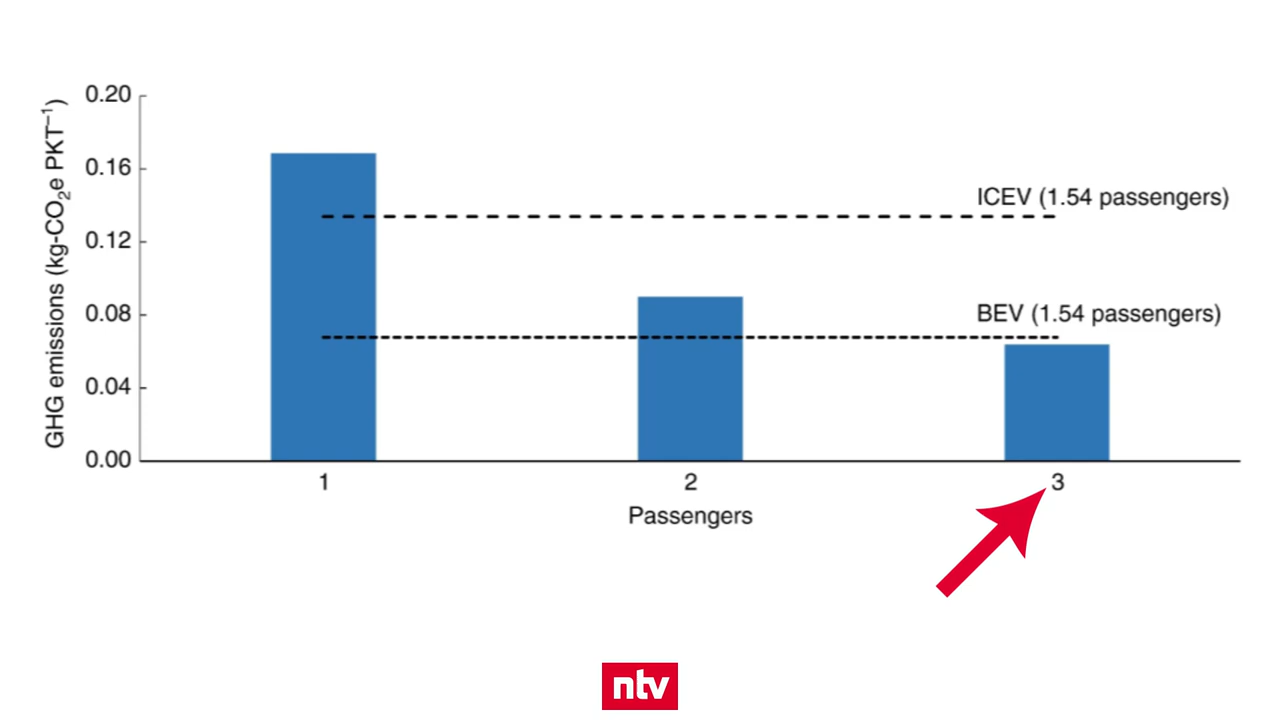 GHG emissions (kg-CO₂e PKT⁻¹)
0.20
0.16
0.12
0.08
0.04
0.00
ICEV (1.54 passengers)
BEV (1.54 passengers)
1 2 3
Passengers
ntv